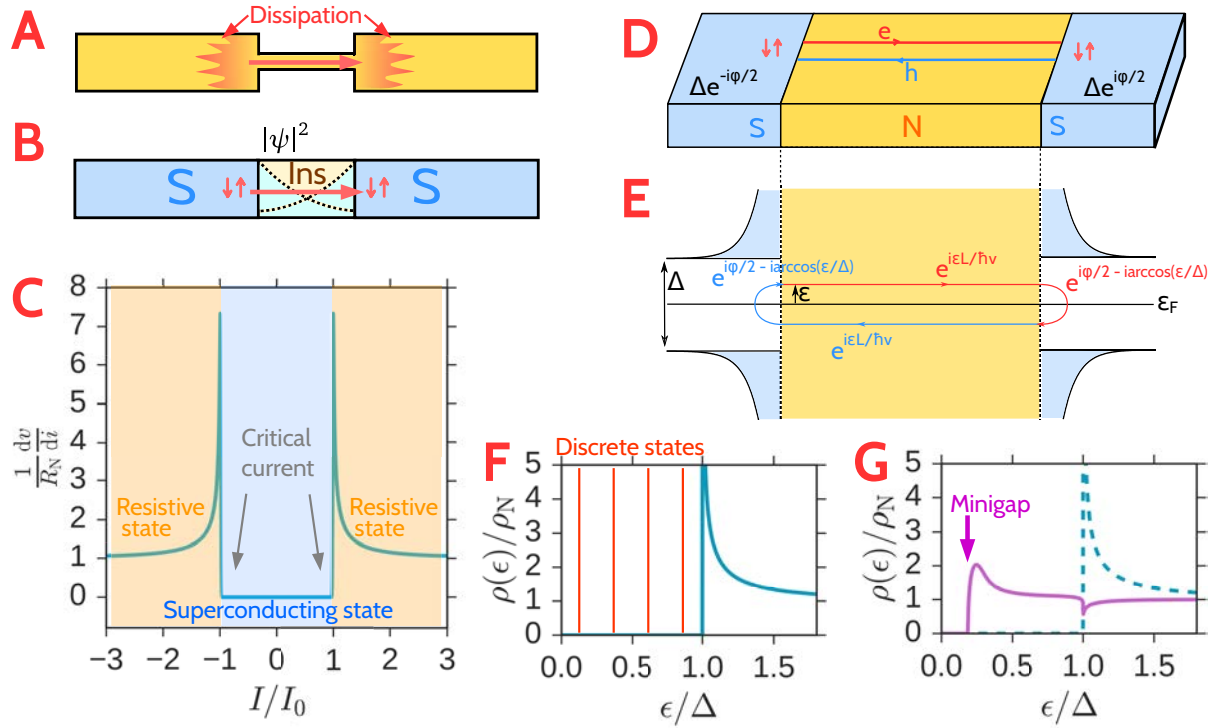 A
Dissipation
B
|ψ|²
S
↓↑
Ins
↓↑
S
C
8
7
6
5
4
3
2
1
0
1/R_N dv/di
Critical
current
Resistive
state
Resistive
state
Superconducting state
−3
−2
−1
0
1
2
3
I/I₀
D
↓↑
e
h
↓↑
Δe^{-iφ/2}
Δe^{iφ/2}
S
N
S
E
Δ
e^{iφ/2 - iarccos(ε/Δ)}
e^{iεL/ħv}
e^{iφ/2 - iarccos(ε/Δ)}
ε
ε_F
e^{iεL/ħv}
F
Discrete states
5
4
3
2
1
0
ρ(ϵ)/ρ_N
0.0
0.5
1.0
1.5
ϵ/Δ
G
Minigap
5
4
3
2
1
0
ρ(ϵ)/ρ_N
0.0
0.5
1.0
1.5
ϵ/Δ